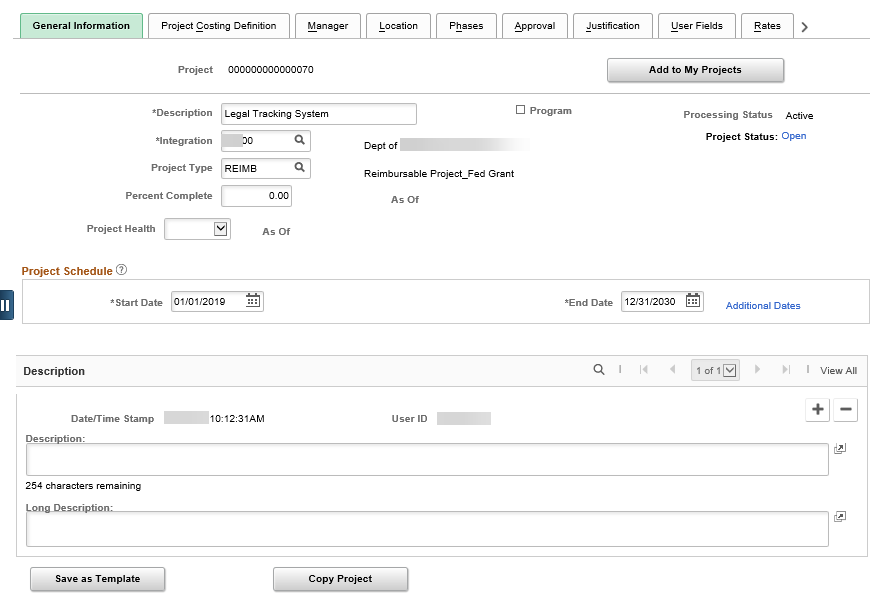 General Information Project Costing Definition Manager Location Phases Approval Justification User Fields Rates
Project 000000000000070 Add to My Projects
*Description Legal Tracking System Program Processing Status Active
*Integration 00 Dept of Project Status: Open
Project Type REIMB Reimbursable Project_Fed Grant
Percent Complete 0.00 As Of
Project Health As Of
Project Schedule ?
*Start Date 01/01/2019 *End Date 12/31/2030 Additional Dates
Description 1 of 1 View All
Date/Time Stamp 10:12:31AM User ID
Description:
254 characters remaining
Long Description:
Save as Template Copy Project